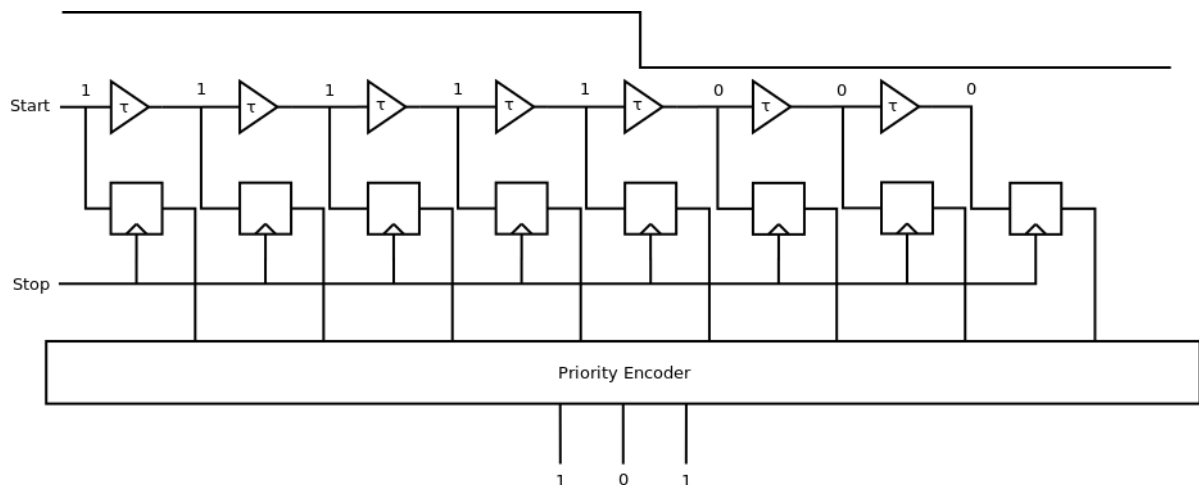 1 1 1 1 1 0 0 0
Start τ τ τ τ τ τ τ
Stop
Priority Encoder
1 0 1